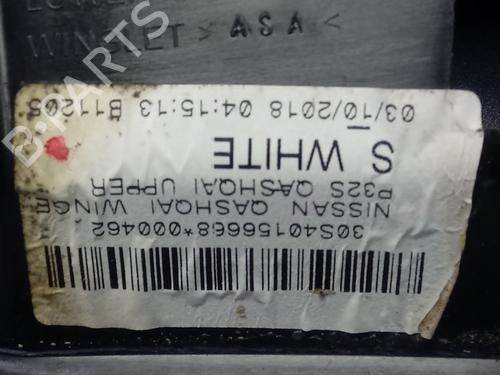 WINGLET > ASA <
30S40156668*000462
NISSAN QASHQAI WINGE
P32S QASHQAI UPPER
S WHITE
03/10/2018 04:15:13 B11205
B-PARTS